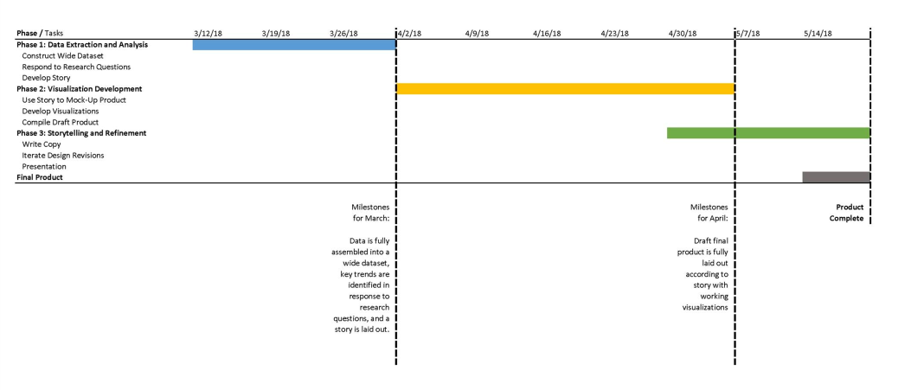 Phase / Tasks 3/12/18 3/19/18 3/26/18 4/2/18 4/9/18 4/16/18 4/23/18 4/30/18 5/7/18 5/14/18
Phase 1: Data Extraction and Analysis
Construct Wide Dataset
Respond to Research Questions
Develop Story
Phase 2: Visualization Development
Use Story to Mock-Up Product
Develop Visualizations
Compile Draft Product
Phase 3: Storytelling and Refinement
Write Copy
Iterate Design Revisions
Presentation
Final Product
Milestones
for March:
Data is fully
assembled into a
wide dataset,
key trends are
identified in
response to
research
questions, and a
story is laid out.
Milestones
for April:
Draft final
product is fully
laid out
according to
story with
working
visualizations
Product
Complete